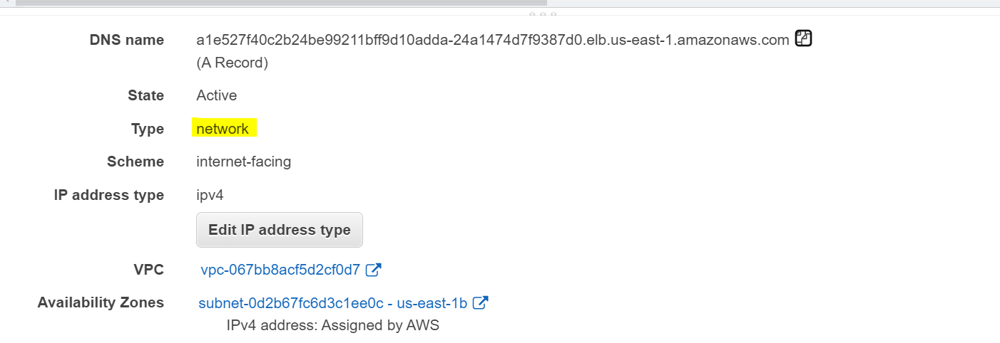 DNS name a1e527f40c2b24be99211bff9d10adda-24a1474d7f9387d0.elb.us-east-1.amazonaws.com
(A Record)
State Active
Type network
Scheme internet-facing
IP address type ipv4
Edit IP address type
VPC vpc-067bb8acf5d2cf0d7
Availability Zones subnet-0d2b67fc6d3c1ee0c - us-east-1b
IPv4 address: Assigned by AWS